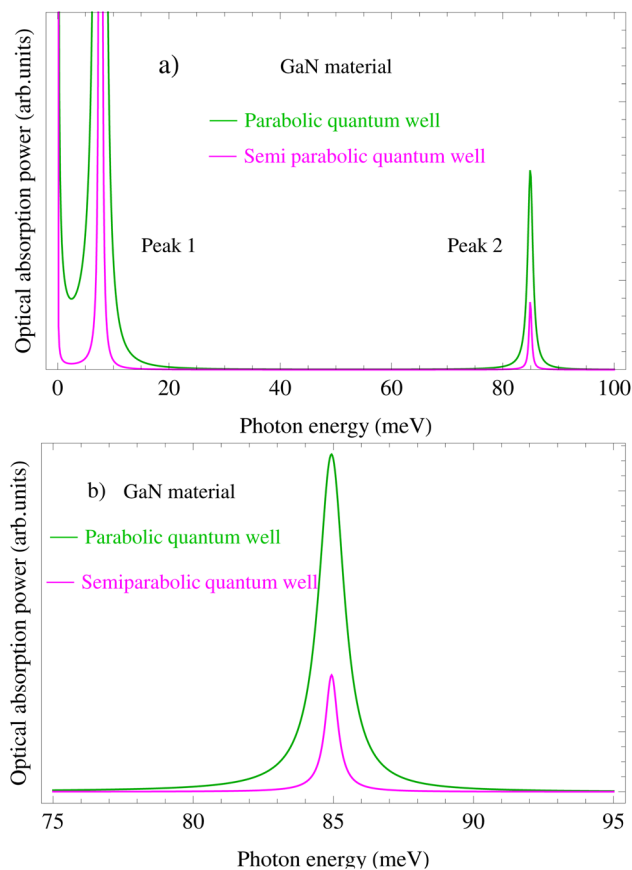 a)
GaN material
Parabolic quantum well
Semi parabolic quantum well
Peak 1
Peak 2
Optical absorption power (arb.units)
0 20 40 60 80 100
Photon energy (meV)
b) GaN material
Parabolic quantum well
Semiparabolic quantum well
Optical absorption power (arb.units)
75 80 85 90 95
Photon energy (meV)